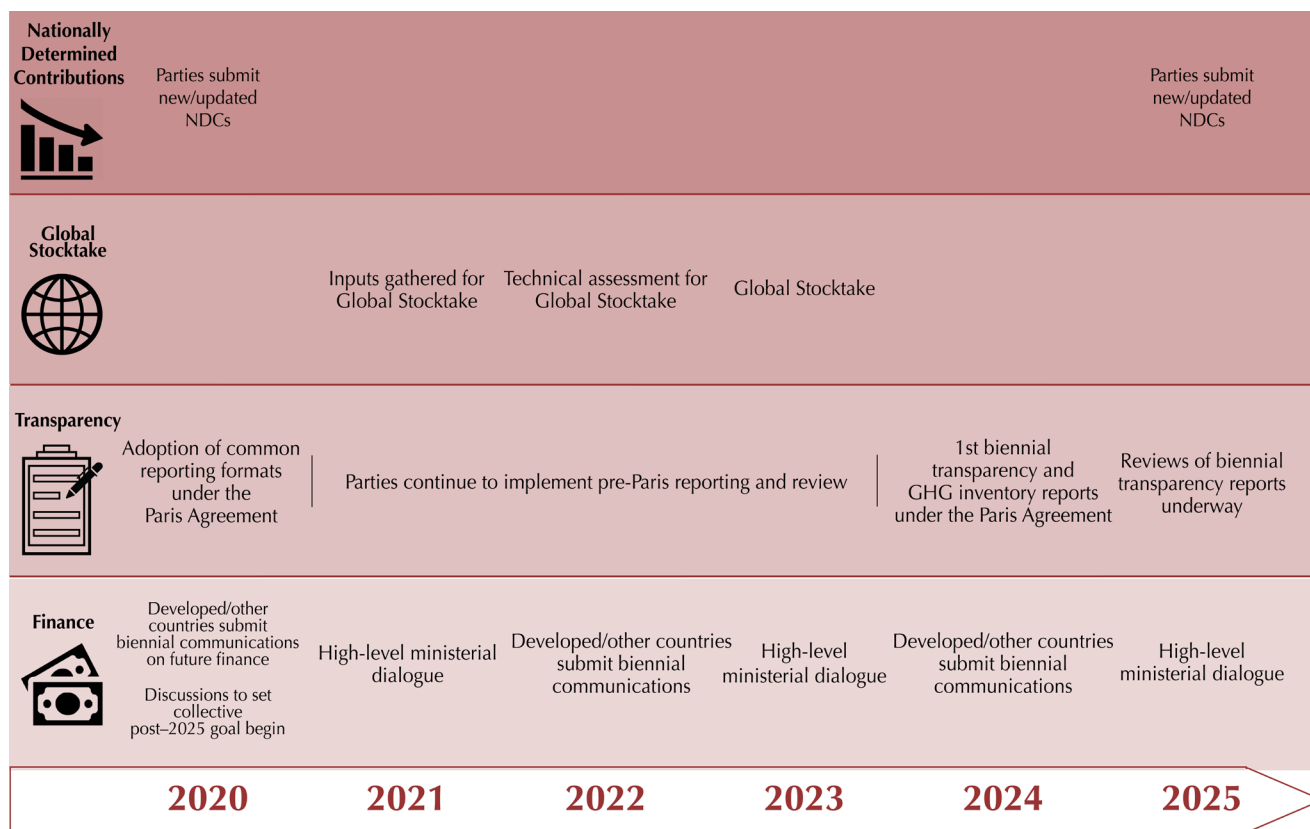 Nationally
Determined
Contributions
Parties submit
new/updated
NDCs
Parties submit
new/updated
NDCs
Global
Stocktake
Inputs gathered for
Global Stocktake
Technical assessment for
Global Stocktake
Global Stocktake
Transparency
Adoption of common
reporting formats
under the
Paris Agreement
Parties continue to implement pre-Paris reporting and review
1st biennial
transparency and
GHG inventory reports
under the Paris Agreement
Reviews of biennial
transparency reports
underway
Finance
Developed/other
countries submit
biennial communications
on future finance
Discussions to set
collective
post–2025 goal begin
High-level ministerial
dialogue
Developed/other countries
submit biennial
communications
High-level
ministerial dialogue
Developed/other countries
submit biennial
communications
High-level
ministerial dialogue
2020
2021
2022
2023
2024
2025